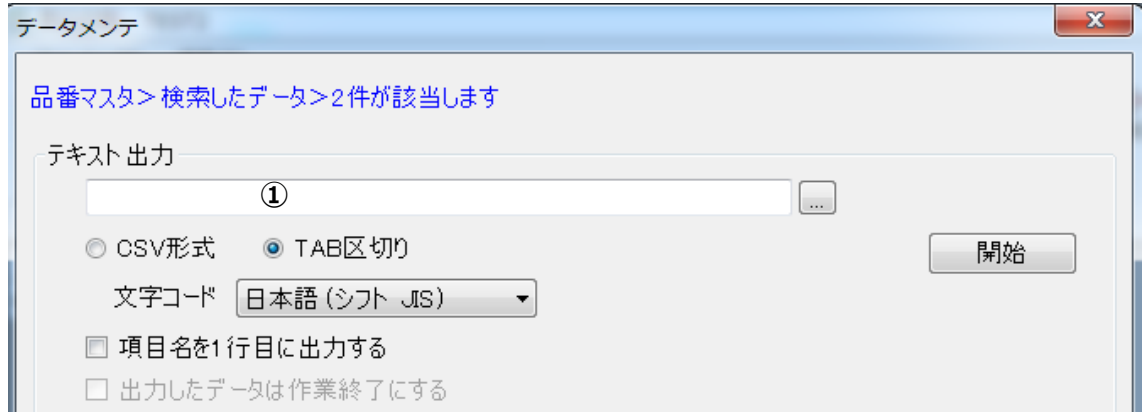 データメンテ
品番マスタ>検索したデータ>2件が該当します
テキスト出力
①
...
CSV形式 TAB区切り
開始
文字コード 日本語(シフト JIS)
項目名を1行目に出力する
出力したデータは作業終了にする